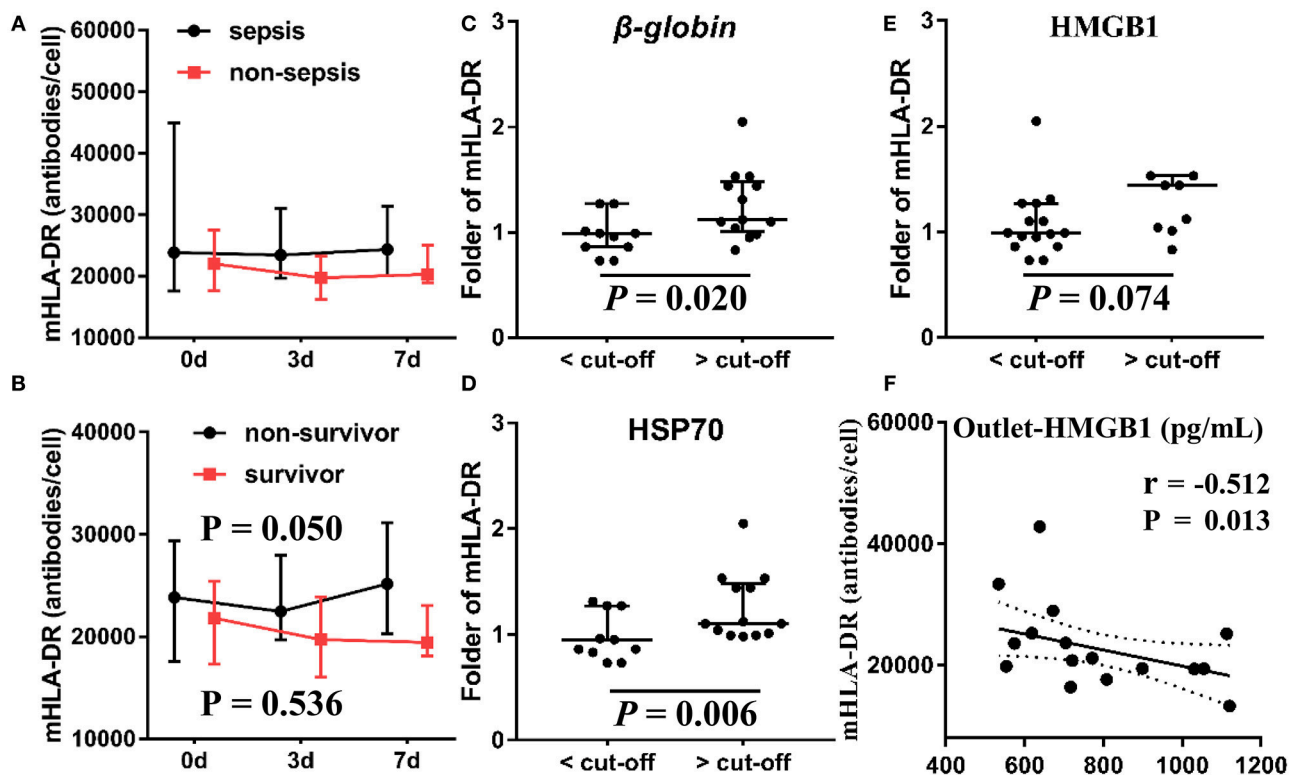 A
60000
50000
40000
30000
20000
10000
mHLA-DR (antibodies/cell)
sepsis
non-sepsis
0d 3d 7d
B
40000
30000
20000
10000
mHLA-DR (antibodies/cell)
non-survivor
survivor
P = 0.050
P = 0.536
0d 3d 7d
C
β-globin
3
2
1
0
Folder of mHLA-DR
P = 0.020
< cut-off > cut-off
D
HSP70
3
2
1
0
Folder of mHLA-DR
P = 0.006
< cut-off > cut-off
E
HMGB1
3
2
1
0
Folder of mHLA-DR
P = 0.074
< cut-off > cut-off
F
60000
40000
20000
mHLA-DR (antibodies/cell)
Outlet-HMGB1 (pg/mL)
r = -0.512
P = 0.013
400 600 800 1000 1200